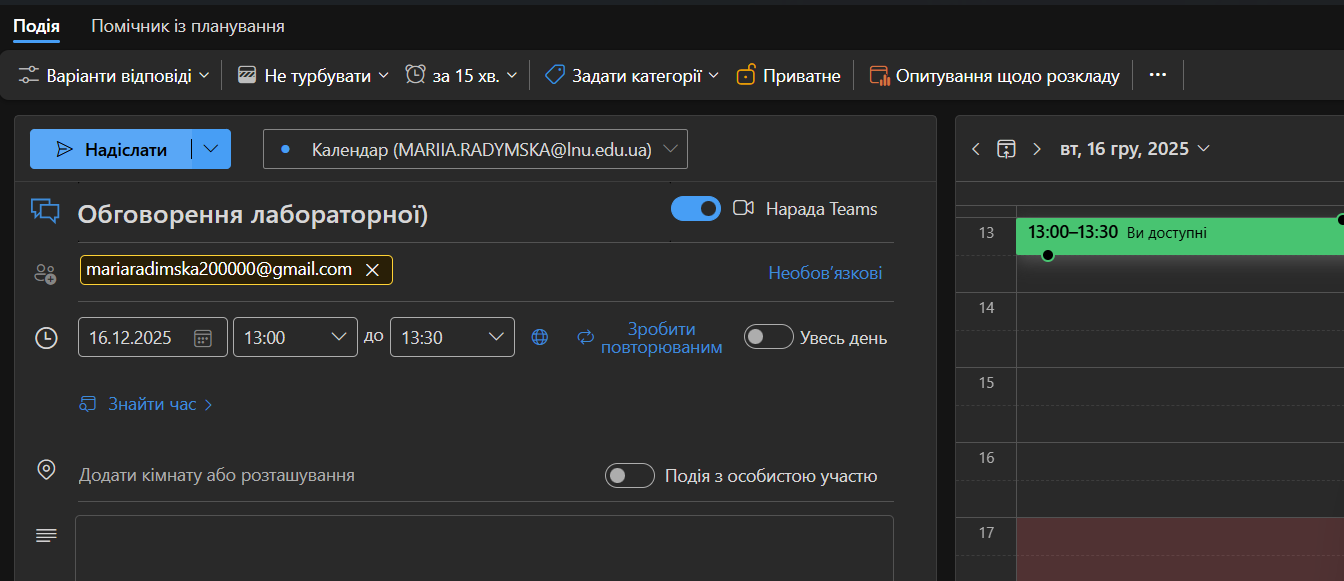 Подія Помічник із планування
Варіанти відповіді Не турбувати за 15 хв. Задати категорії Приватне Опитування щодо розкладу ...
Надіслати Календар (MARIIA.RADYMSKA@lnu.edu.ua)
Обговорення лабораторної) Нарада Teams
mariaradimska200000@gmail.com Необов’язкові
16.12.2025 13:00 до 13:30 Зробити
повторюваним Увесь день
Знайти час
Додати кімнату або розташування Подія з особистою участю
вт, 16 гру, 2025
13 13:00–13:30 Ви доступні
14
15
16
17